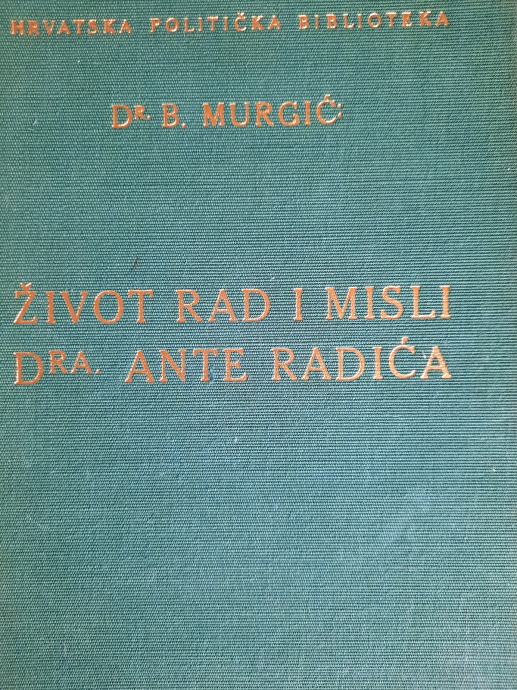 HRVATSKA POLITIČKA BIBLIOTEKA
DR. B. MURGIĆ:
ŽIVOT RAD I MISLI
DRA. ANTE RADIĆA